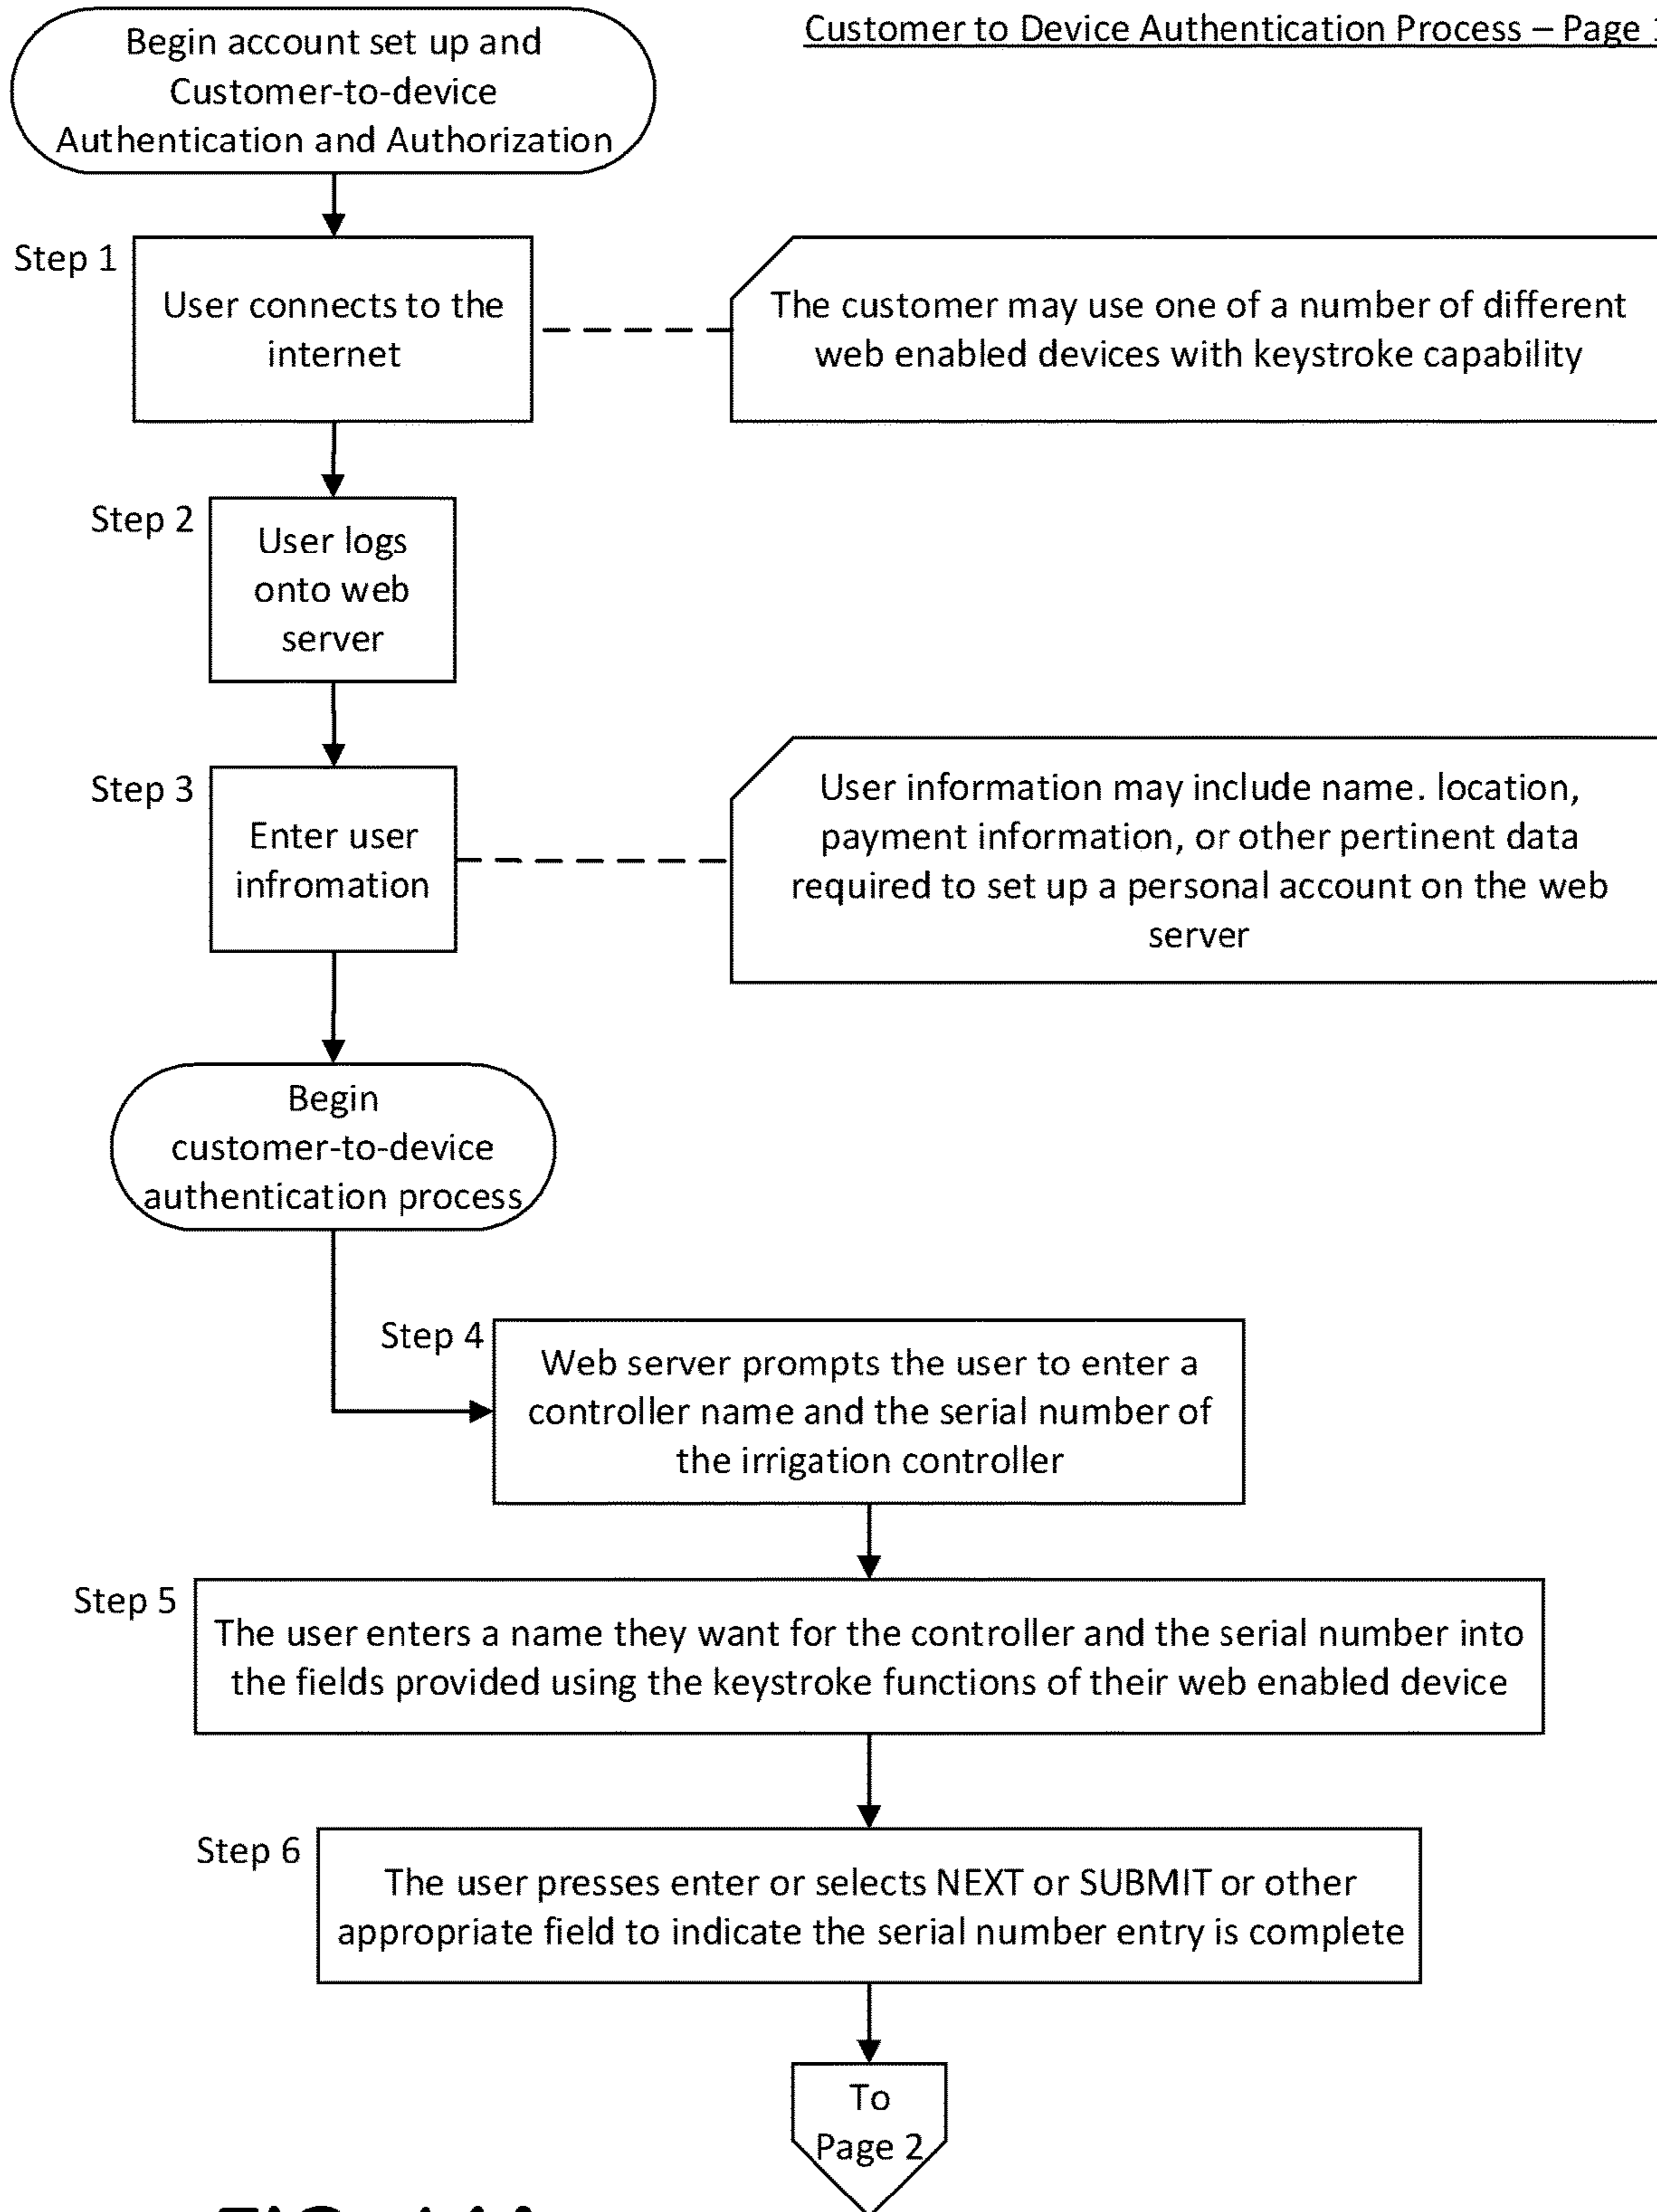 Customer to Device Authentication Process – Page
Begin account set up and
Customer-to-device
Authentication and Authorization
Step 1
User connects to the
internet
The customer may use one of a number of different
web enabled devices with keystroke capability
Step 2
User logs
onto web
server
Step 3
Enter user
infromation
User information may include name. location,
payment information, or other pertinent data
required to set up a personal account on the web
server
Begin
customer-to-device
authentication process
Step 4
Web server prompts the user to enter a
controller name and the serial number of
the irrigation controller
Step 5
The user enters a name they want for the controller and the serial number into
the fields provided using the keystroke functions of their web enabled device
Step 6
The user presses enter or selects NEXT or SUBMIT or other
appropriate field to indicate the serial number entry is complete
To
Page 2